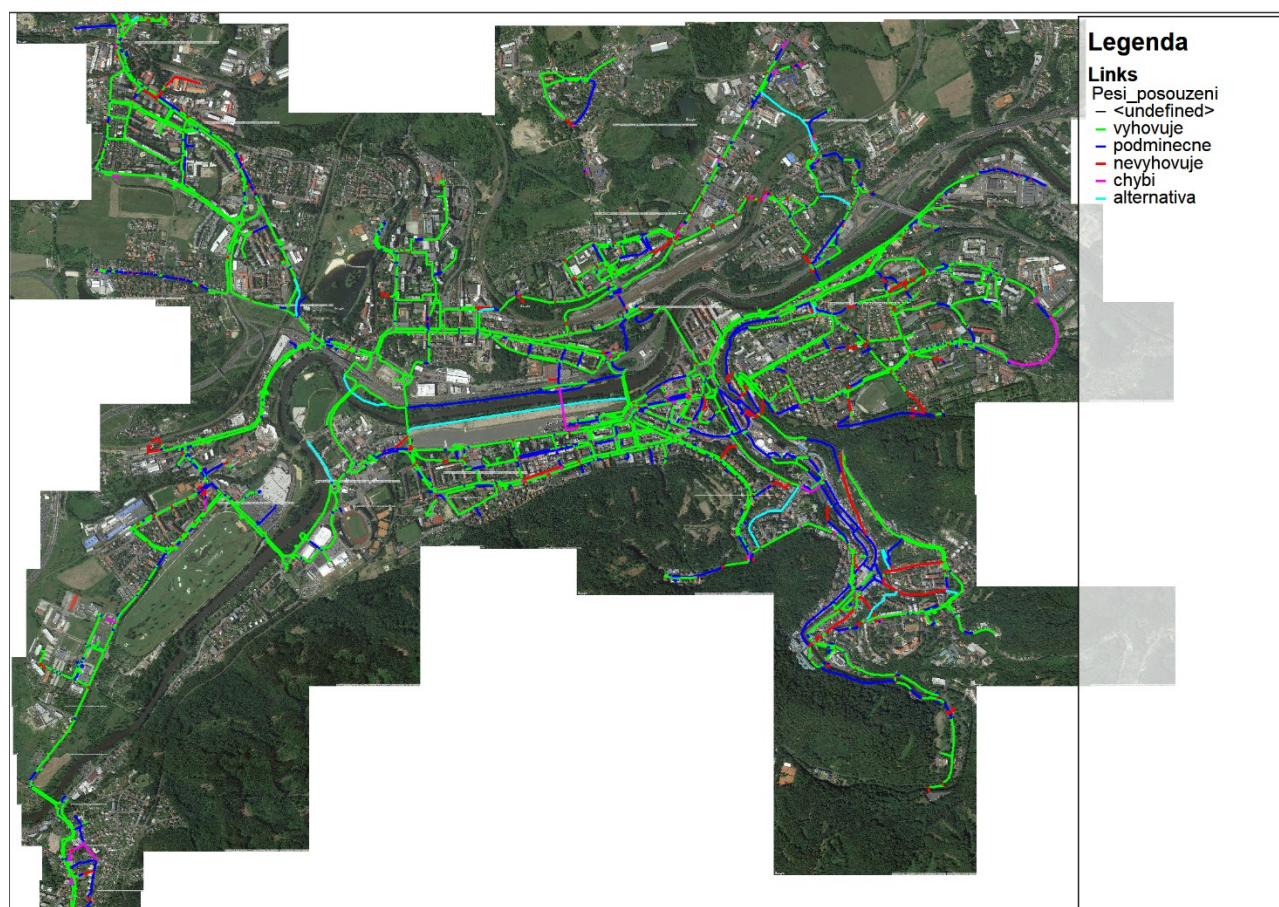 Legenda
Links
Pesi_posouzeni
<undefined>
vyhovuje
podminecne
nevyhovuje
chybi
alternativa